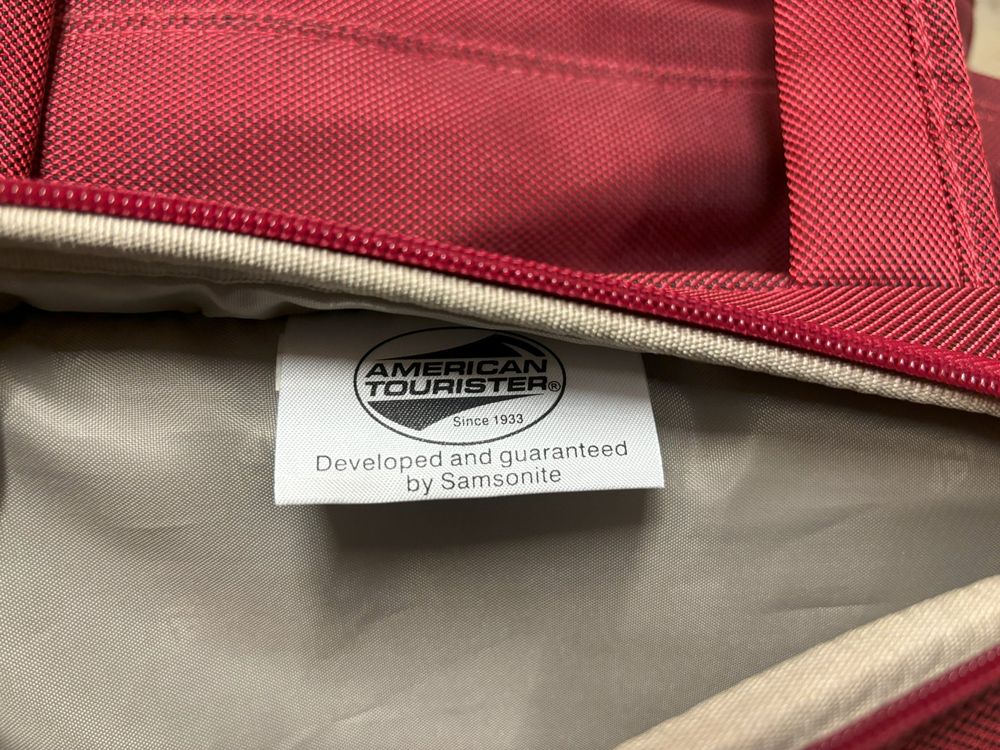 AMERICAN
TOURISTER®
Since 1933
Developed and guaranteed
by Samsonite